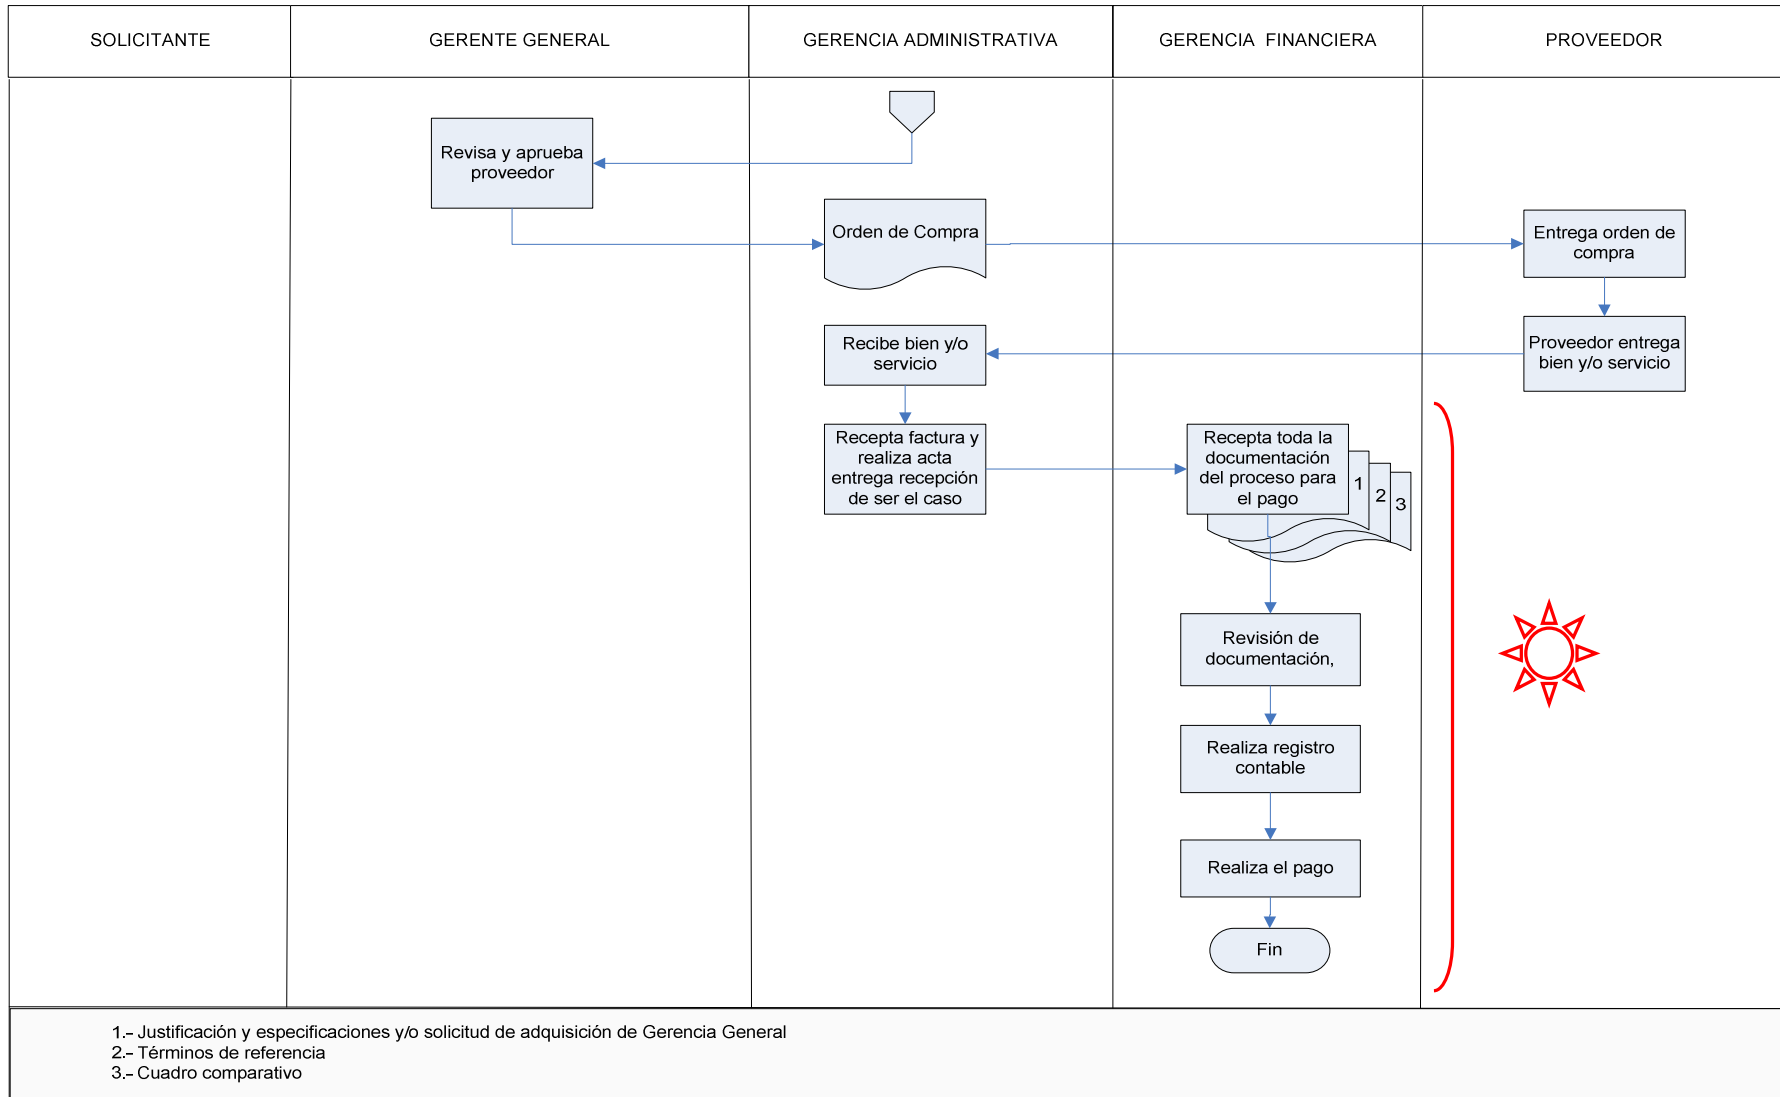 SOLICITANTE
GERENTE GENERAL
GERENCIA ADMINISTRATIVA
GERENCIA FINANCIERA
PROVEEDOR
Revisa y aprueba
proveedor
Orden de Compra
Entrega orden de
compra
Recibe bien y/o
servicio
Proveedor entrega
bien y/o servicio
Recepta factura y
realiza acta
entrega recepción
de ser el caso
Recepta toda la
documentación
del proceso para
el pago
1
2
3
Revisión de
documentación,
Realiza registro
contable
Realiza el pago
Fin
1.- Justificación y especificaciones y/o solicitud de adquisición de Gerencia General
2.- Términos de referencia
3.- Cuadro comparativo